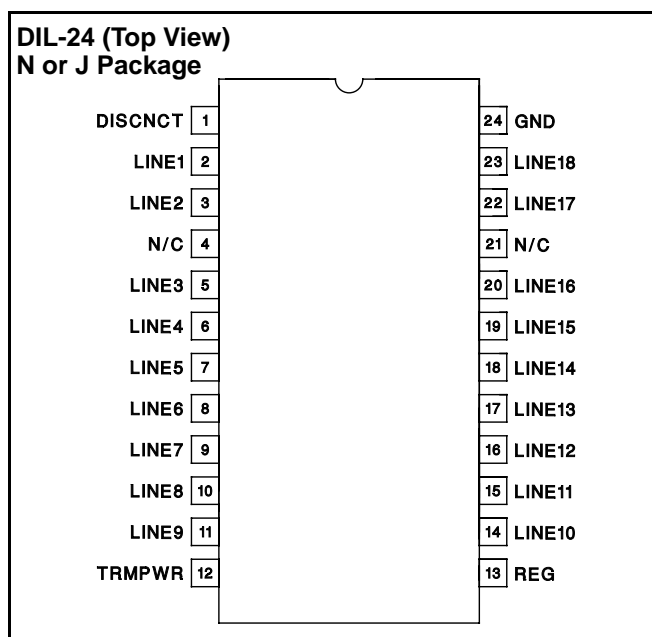 DIL-24 (Top View)
N or J Package
DISCNCT 1 24 GND
LINE1 2 23 LINE18
LINE2 3 22 LINE17
N/C 4 21 N/C
LINE3 5 20 LINE16
LINE4 6 19 LINE15
LINE5 7 18 LINE14
LINE6 8 17 LINE13
LINE7 9 16 LINE12
LINE8 10 15 LINE11
LINE9 11 14 LINE10
TRMPWR 12 13 REG